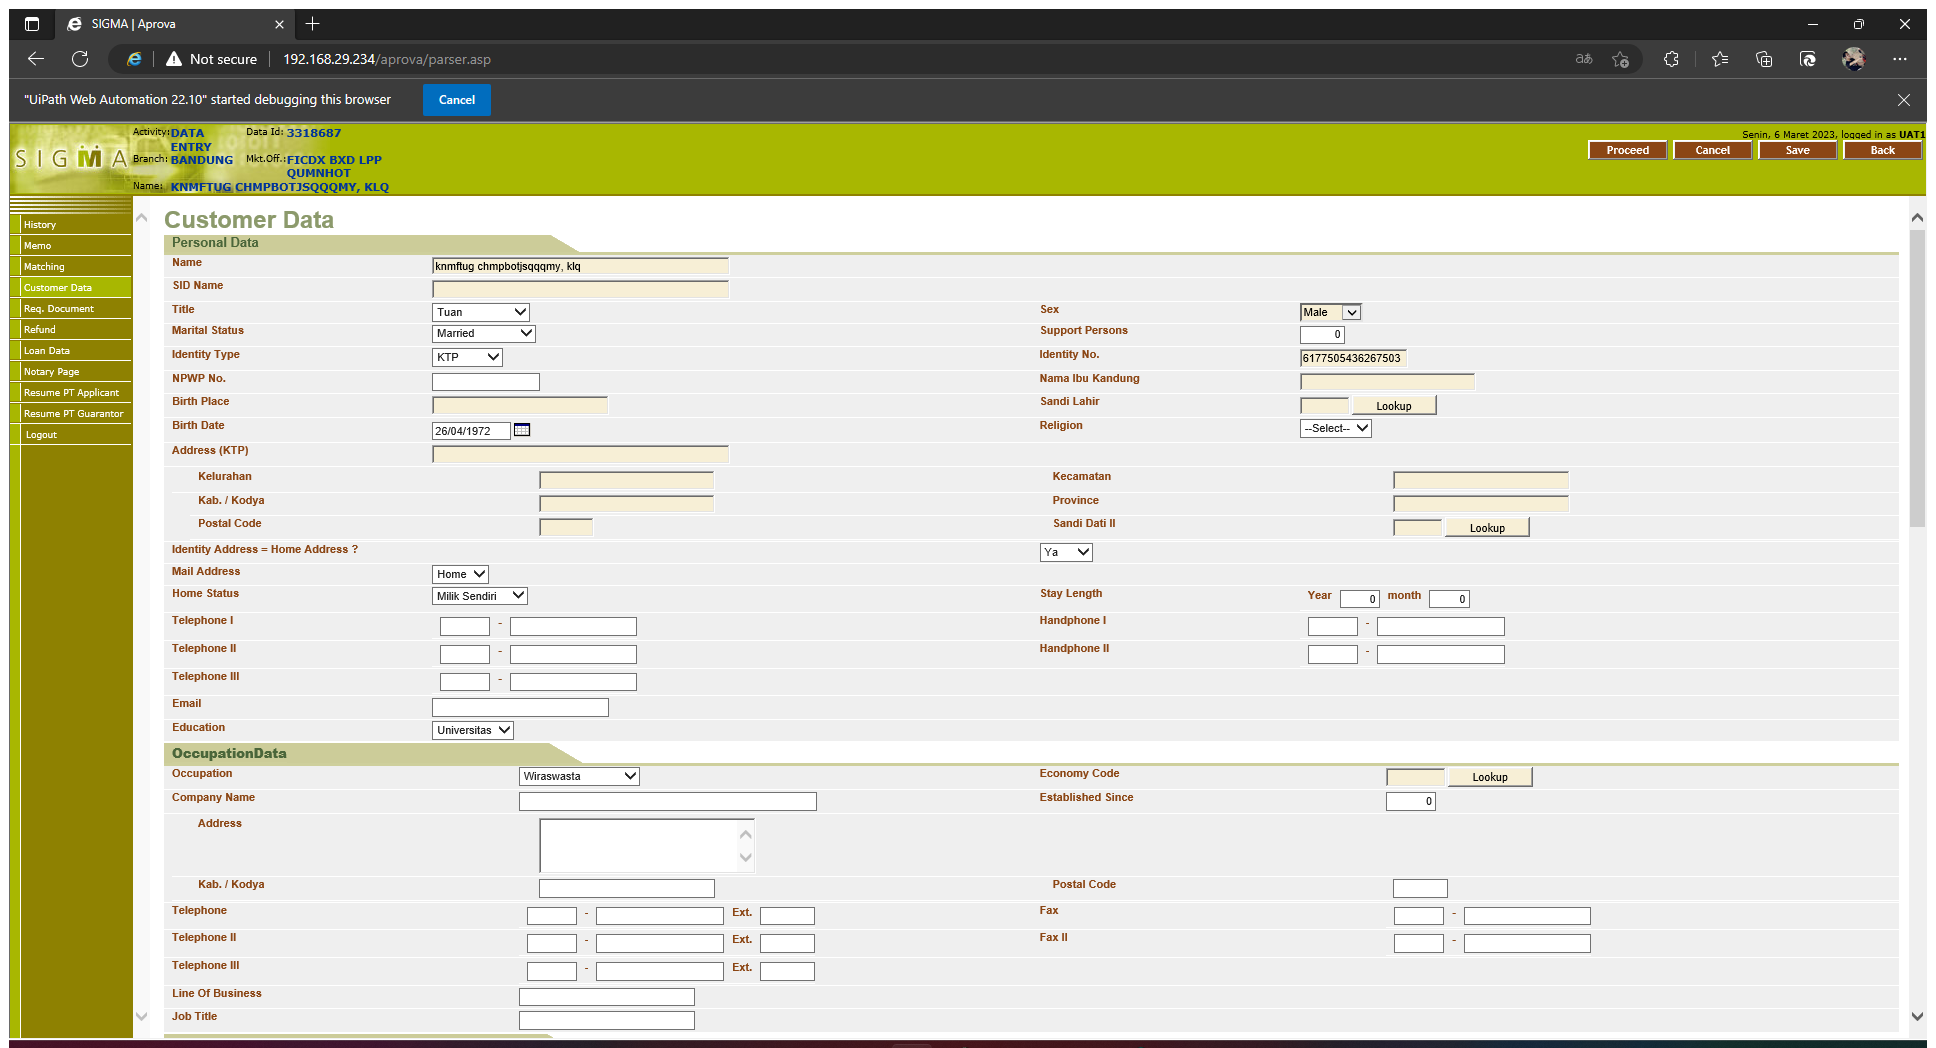 SIGMA | Aprova
Not secure 192.168.29.234/aprova/parser.asp
"UiPath Web Automation 22.10" started debugging this browser Cancel
SIGMA
Activity: DATA ENTRY Data Id: 3318687
Branch: BANDUNG Mkt.Off.: FICDX BXD LPP QUMNHOT
Name: KNMFTUG CHMPBOTJSQQQMY, KLQ
Senin, 6 Maret 2023, logged in as UAT1
Proceed Cancel Save Back
History
Memo
Matching
Customer Data
Req. Document
Refund
Loan Data
Notary Page
Resume PT Applicant
Resume PT Guarantor
Logout
Customer Data
Personal Data
Name knmftug chmpbotjsqqqmy, klq
SID Name
Title Tuan Sex Male
Marital Status Married Support Persons 0
Identity Type KTP Identity No. 6177505436267503
NPWP No. Nama Ibu Kandung
Birth Place Sandi Lahir Lookup
Birth Date 26/04/1972 Religion --Select--
Address (KTP)
Kelurahan Kecamatan
Kab. / Kodya Province
Postal Code Sandi Dati II Lookup
Identity Address = Home Address ? Ya
Mail Address Home
Home Status Milik Sendiri Stay Length Year 0 month 0
Telephone I - Handphone I -
Telephone II - Handphone II -
Telephone III -
Email
Education Universitas
OccupationData
Occupation Wiraswasta Economy Code Lookup
Company Name Established Since 0
Address
Kab. / Kodya Postal Code
Telephone - Ext. Fax -
Telephone II - Ext. Fax II -
Telephone III - Ext.
Line Of Business
Job Title